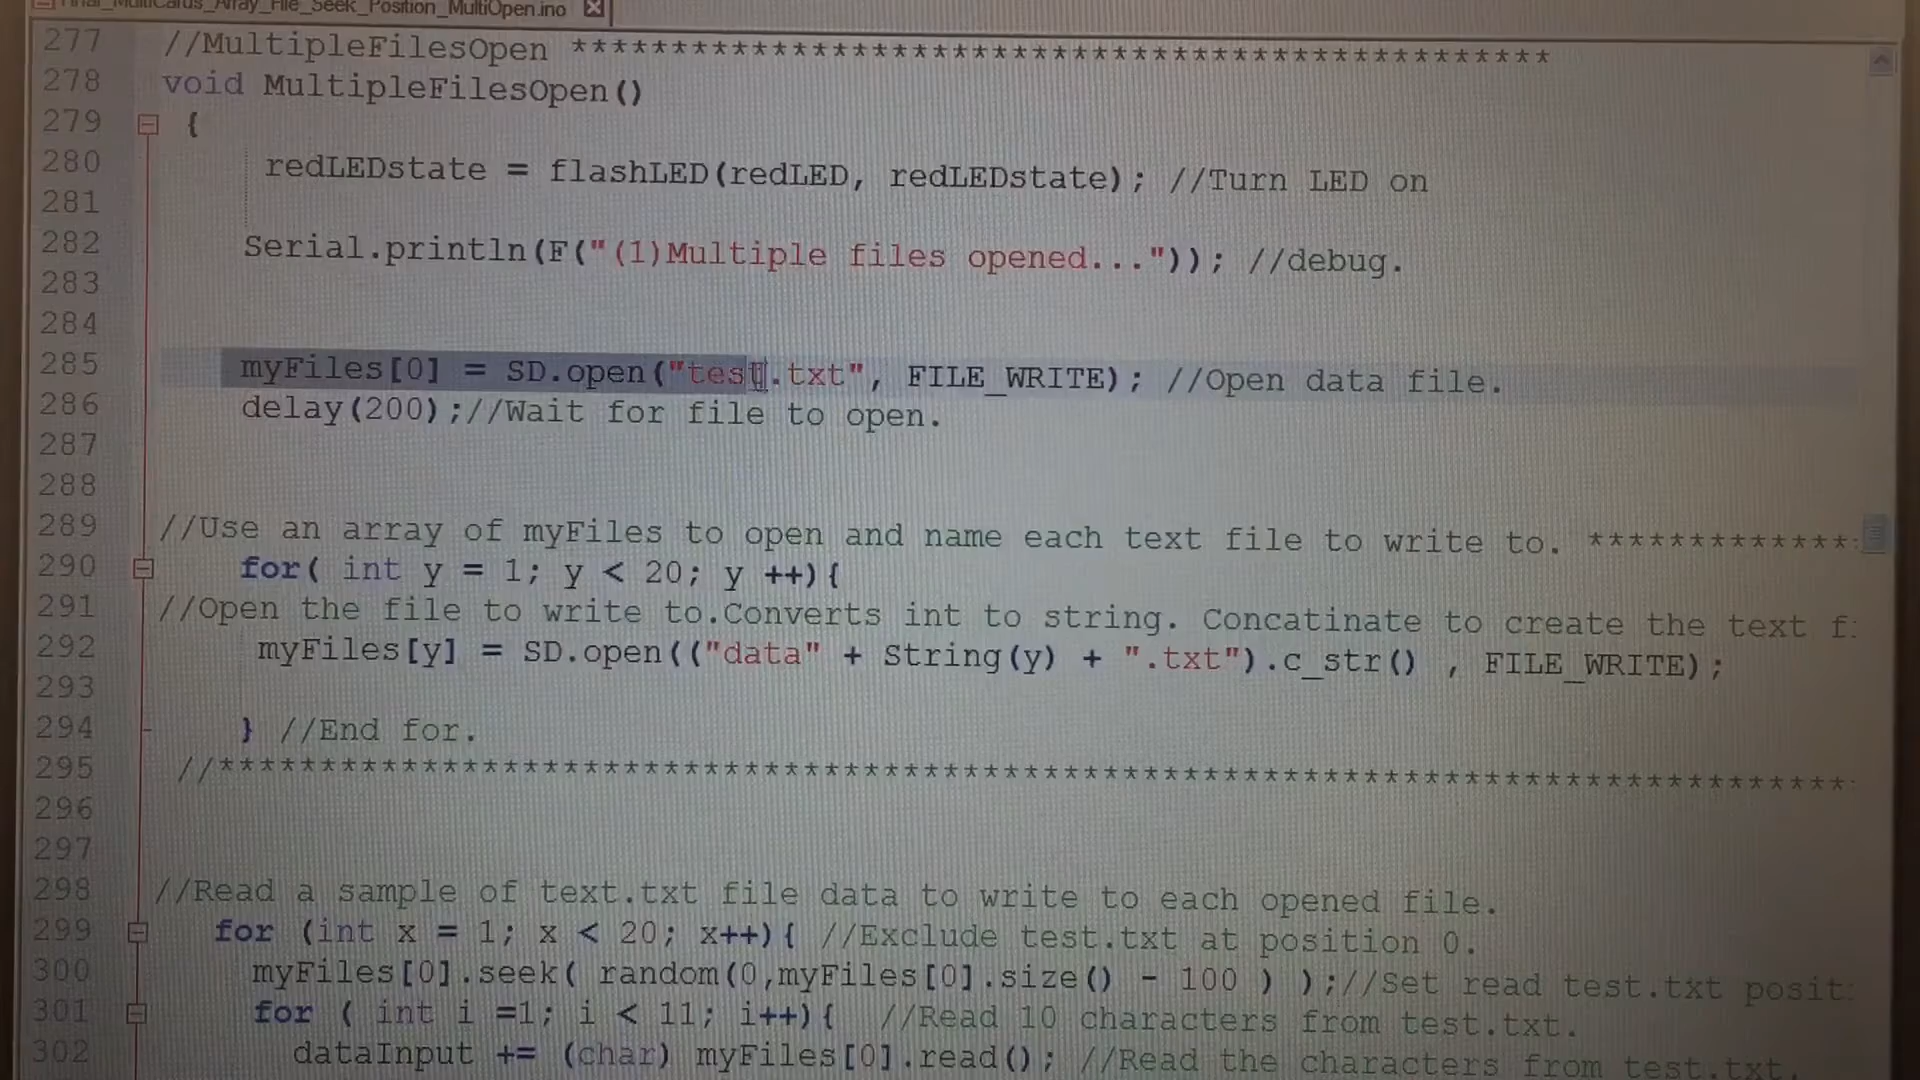 _MultiCards_Array_File_Seek_Position_MultiOpen.ino
277 //MultipleFilesOpen *************************************************
278 void MultipleFilesOpen()
279 {
280 redLEDstate = flashLED(redLED, redLEDstate); //Turn LED on
281
282 Serial.println(F("(1)Multiple files opened...")); //debug.
283
284
285 myFiles[0] = SD.open("test.txt", FILE_WRITE); //Open data file.
286 delay(200);//Wait for file to open.
287
288
289 //Use an array of myFiles to open and name each text file to write to. *************
290 for( int y = 1; y < 20; y ++){
291 //Open the file to write to.Converts int to string. Concatinate to create the text f
292 myFiles[y] = SD.open(("data" + String(y) + ".txt").c_str() , FILE_WRITE);
293
294 } //End for.
295 //**********************************************************************************
296
297
298 //Read a sample of text.txt file data to write to each opened file.
299 for (int x = 1; x < 20; x++){ //Exclude test.txt at position 0.
300 myFiles[0].seek( random(0,myFiles[0].size() - 100 ) );//Set read test.txt posit
301 for ( int i =1; i < 11; i++){ //Read 10 characters from test.txt.
302 dataInput += (char) myFiles[0].read(); //Read the characters from test.txt.